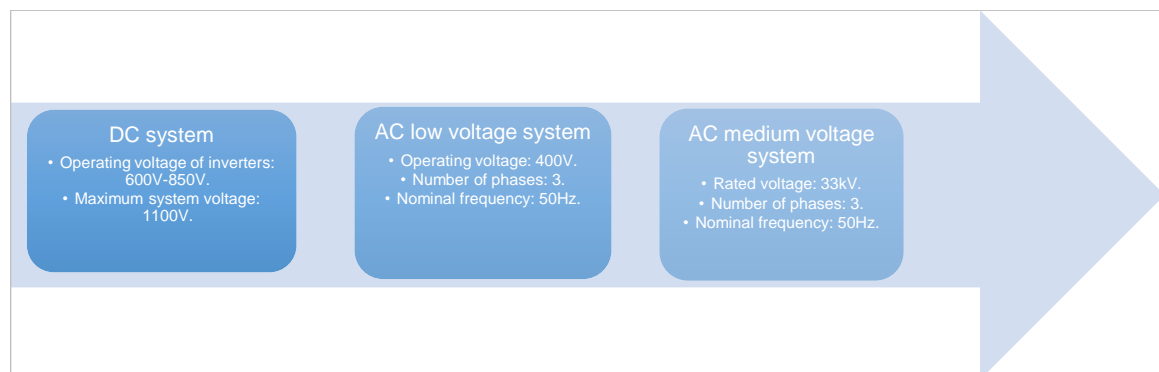 DC system
• Operating voltage of inverters:
600V-850V.
• Maximum system voltage:
1100V.
AC low voltage system
• Operating voltage: 400V.
• Number of phases: 3.
• Nominal frequency: 50Hz.
AC medium voltage
system
• Rated voltage: 33kV.
• Number of phases: 3.
• Nominal frequency: 50Hz.